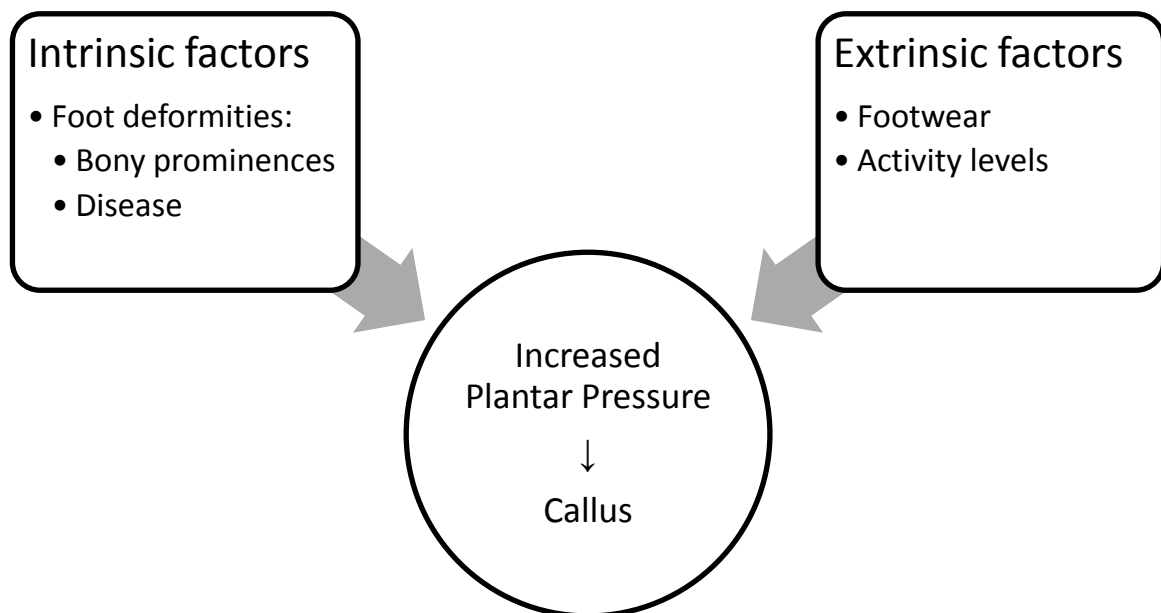 Intrinsic factors
• Foot deformities:
• Bony prominences
• Disease
Extrinsic factors
• Footwear
• Activity levels
Increased
Plantar Pressure
↓
Callus